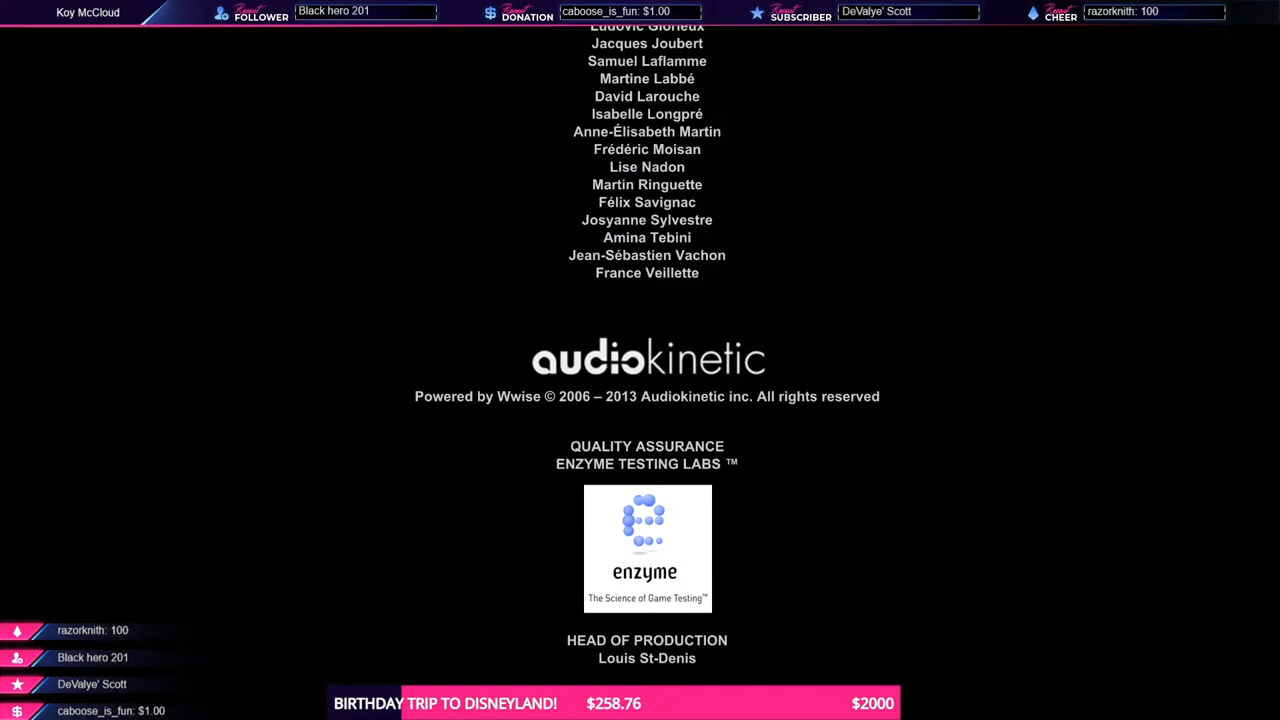 Koy McCloud
Recent FOLLOWER
Black hero 201
Recent DONATION
caboose_is_fun: $1.00
Recent SUBSCRIBER
DeValye' Scott
Recent CHEER
razorknith: 100
Ludovic Glorieux
Jacques Joubert
Samuel Laflamme
Martine Labbé
David Larouche
Isabelle Longpré
Anne-Élisabeth Martin
Frédéric Moisan
Lise Nadon
Martin Ringuette
Félix Savignac
Josyanne Sylvestre
Amina Tebini
Jean-Sébastien Vachon
France Veillette
audiokinetic
Powered by Wwise © 2006 – 2013 Audiokinetic inc. All rights reserved
QUALITY ASSURANCE
ENZYME TESTING LABS ™
enzyme
The Science of Game Testing™
HEAD OF PRODUCTION
Louis St-Denis
razorknith: 100
Black hero 201
DeValye' Scott
caboose_is_fun: $1.00
BIRTHDAY TRIP TO DISNEYLAND! $258.76 $2000